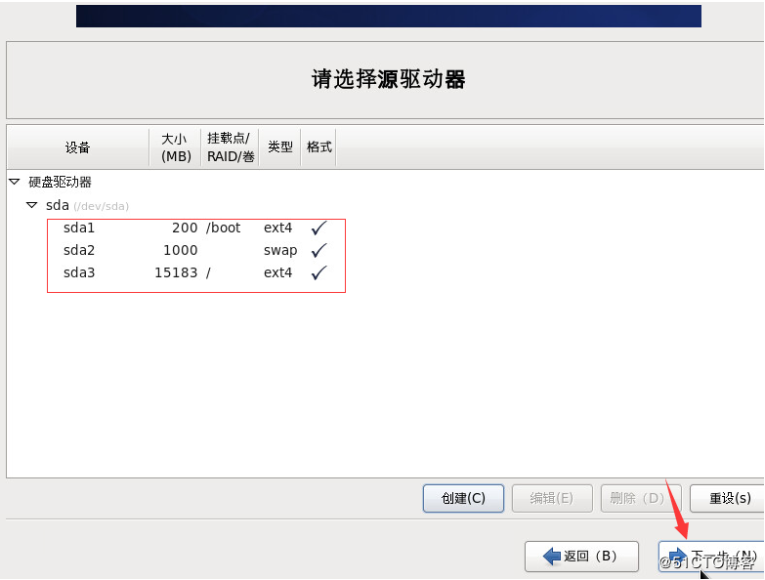 请选择源驱动器
设备 大小(MB) 挂载点/RAID/卷 类型 格式
硬盘驱动器
sda (/dev/sda)
sda1 200 /boot ext4
sda2 1000 swap
sda3 15183 / ext4
创建(C) 编辑(E) 删除 (D) 重设(s)
返回 (B) 下一步 (N)
@51CTO博客